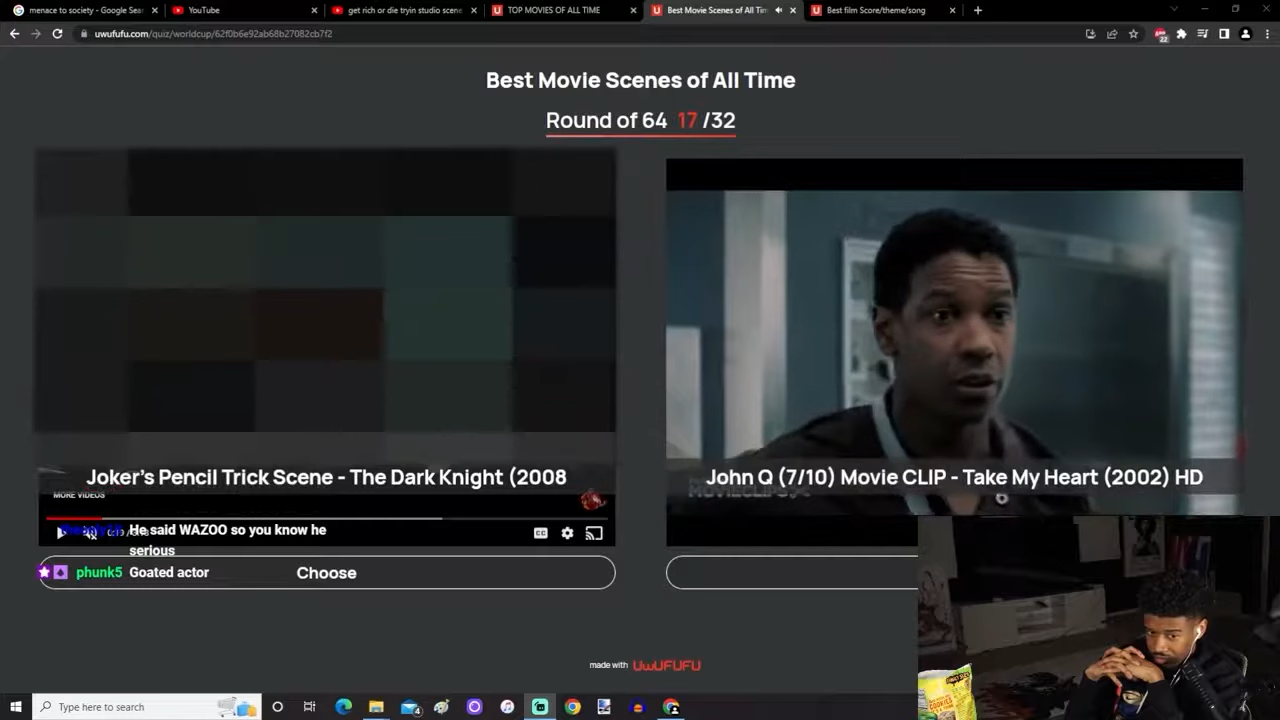 menace to society - Google Sear
YouTube
get rich or die tryin studio scene
TOP MOVIES OF ALL TIME
Best Movie Scenes of All Tim
Best film Score/theme/song
uwufufu.com/quiz/worldcup/62f0b6e92ab68b27082cb7f2
22
Best Movie Scenes of All Time
Round of 64 17 /32
Joker's Pencil Trick Scene - The Dark Knight (2008
John Q (7/10) Movie CLIP - Take My Heart (2002) HD
MORE VIDEOS
CC
He said WAZOO so you know he
serious
phunk5 Goated actor
Choose
made with UwUFUFU
Type here to search